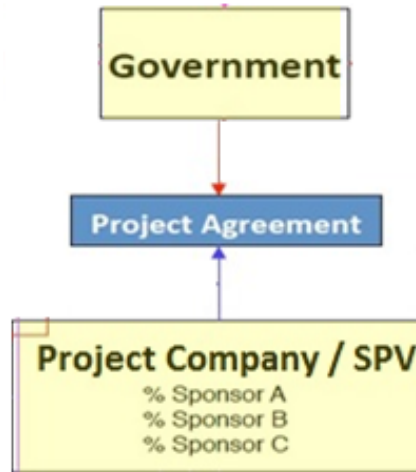 Government
Project Agreement
Project Company / SPV
% Sponsor A
% Sponsor B
% Sponsor C